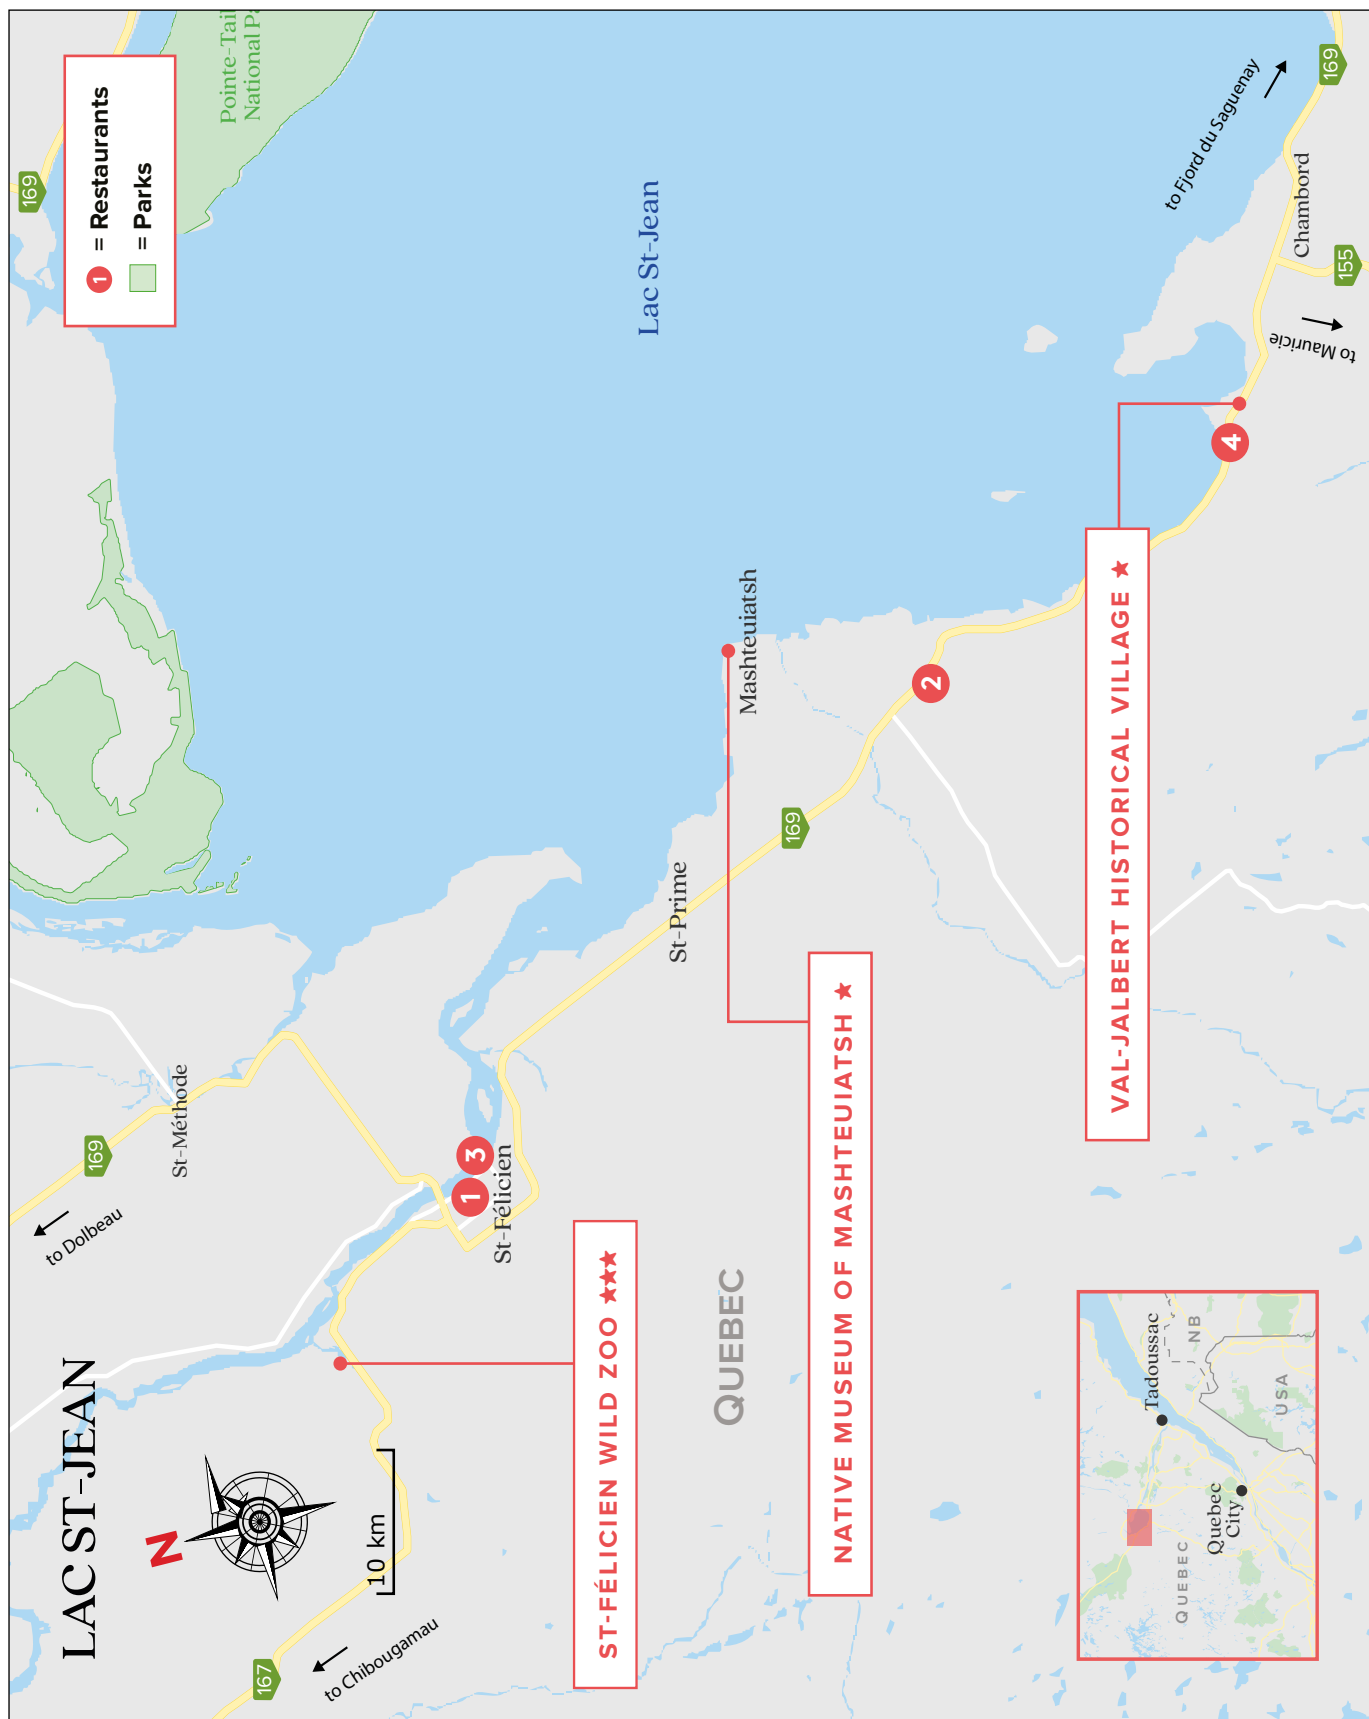 LAC ST-JEAN
N
10 km
167
to Chibougamau
to Dolbeau
169
St-Méthode
169
1 = Restaurants
= Parks
Pointe-Tai
National Pa
Lac St-Jean
1
3
St-Félicien
ST-FÉLICIEN WILD ZOO ★★★
St-Prime
169
Mashteuiatsh
2
QUEBEC
NATIVE MUSEUM OF MASHTEUIATSH ★
VAL-JALBERT HISTORICAL VILLAGE ★
4
to Fjord du Saguenay
169
Chambord
155
to Mauricie
Tadoussac
NB
USA
Quebec
City
QUEBEC